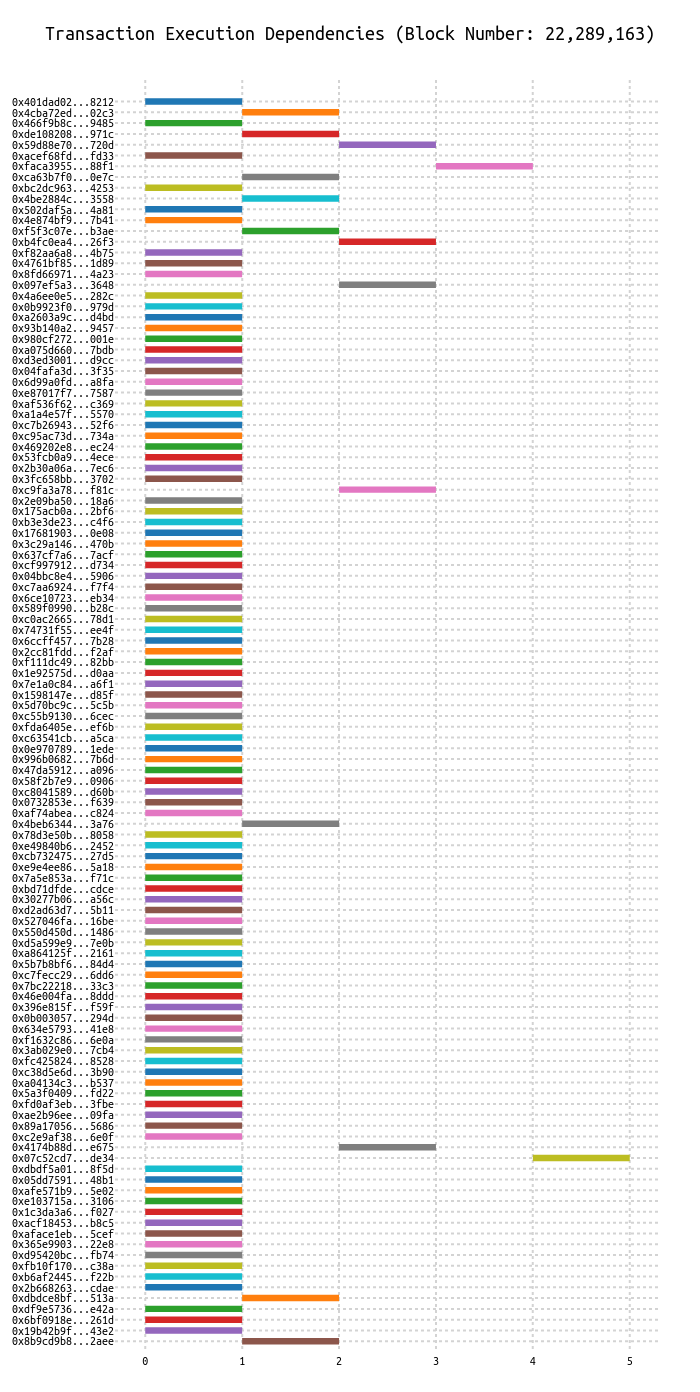 Transaction Execution Dependencies (Block Number: 22,289,163)
0x401dad02...8212
0x4cba72ed...02c3
0x466f9b8c...9485
0xde108208...971c
0x59d88e70...720d
0xacef68fd...fd33
0xfaca3955...88f1
0xca63b7f0...0e7c
0xbc2dc963...4253
0x4be2884c...3558
0x502daf5a...4a81
0x4e874bf9...7b41
0xf5f3c07e...b3ae
0xb4fc0ea4...26f3
0xf82aa6a8...4b75
0x4761bf85...1d89
0x8fd66971...4a23
0x097ef5a3...3648
0x4a6ee0e5...282c
0x0b9923f0...979d
0xa2603a9c...d4bd
0x93b140a2...9457
0x980cf272...001e
0xa075d660...7bdb
0xd3ed3001...d9cc
0x04fafa3d...3f35
0x6d99a0fd...a8fa
0xe87017f7...7587
0xaf536f62...c369
0xa1a4e57f...5570
0xc7b26943...52f6
0xc95ac73d...734a
0x469202e8...ec24
0x53fcb0a9...4ece
0x2b30a06a...7ec6
0x3fc658bb...3702
0xc9fa3a78...f81c
0x2e09ba50...18a6
0x175acb0a...2bf6
0xb3e3de23...c4f6
0x17681903...0e08
0x3c29a146...470b
0x637cf7a6...7acf
0xcf997912...d734
0x04bbc8e4...5906
0xc7aa6924...f7f4
0x6ce10723...eb34
0x589f0990...b28c
0xc0ac2665...78d1
0x74731f55...ee4f
0x6ccff457...7b28
0x2cc81fdd...f2af
0xf111dc49...82bb
0x1e92575d...d0aa
0x7e1a0c84...a6f1
0x1598147e...d85f
0x5d70bc9c...5c5b
0xc55b9130...6cec
0xfda6405e...ef6b
0xc63541cb...a5ca
0x0e970789...1ede
0x996b0682...7b6d
0x47da5912...a096
0x58f2b7e9...0906
0xc8041589...d60b
0x0732853e...f639
0xaf74abea...c824
0x4beb6344...3a76
0x78d3e50b...8058
0xe49840b6...2452
0xcb732475...27d5
0xe9e4ee86...5a18
0x7a5e853a...f71c
0xbd71dfde...cdce
0x30277b06...a56c
0xd2ad63d7...5b11
0x527046fa...16be
0x550d450d...1486
0xd5a599e9...7e0b
0xa864125f...2161
0x5b7b8bf6...84d4
0xc7fecc29...6dd6
0x7bc22218...33c3
0x46e004fa...8ddd
0x396e815f...f59f
0x0b003057...294d
0x634e5793...41e8
0xf1632c86...6e0a
0x3ab029e0...7cb4
0xfc425824...8528
0xc38d5e6d...3b90
0xa04134c3...b537
0x5a3f0409...fd22
0xfd0af3eb...3fbe
0xae2b96ee...09fa
0x89a17056...5686
0xc2e9af38...6e0f
0x4174b88d...e675
0x07c52cd7...de34
0xdbdf5a01...8f5d
0x05dd7591...48b1
0xafe571b9...5e02
0xe103715a...3106
0x1c3da3a6...f027
0xacf18453...b8c5
0xaface1eb...5cef
0x365e9903...22e8
0xd95420bc...fb74
0xfb10f170...c38a
0xb6af2445...f22b
0x2b668263...cdae
0xdbdce8bf...513a
0xdf9e5736...e42a
0x6bf0918e...261d
0x19b42b9f...43e2
0x8b9cd9b8...2aee
0 1 2 3 4 5